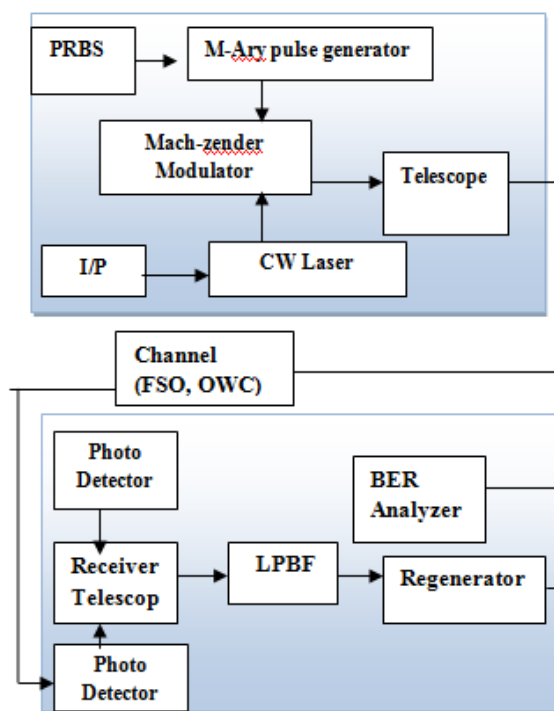 PRBS
M-Ary pulse generator
Mach-zender
Modulator
Telescope
I/P
CW Laser
Channel
(FSO, OWC)
Photo
Detector
BER
Analyzer
Receiver
Telescop
LPBF
Regenerator
Photo
Detector